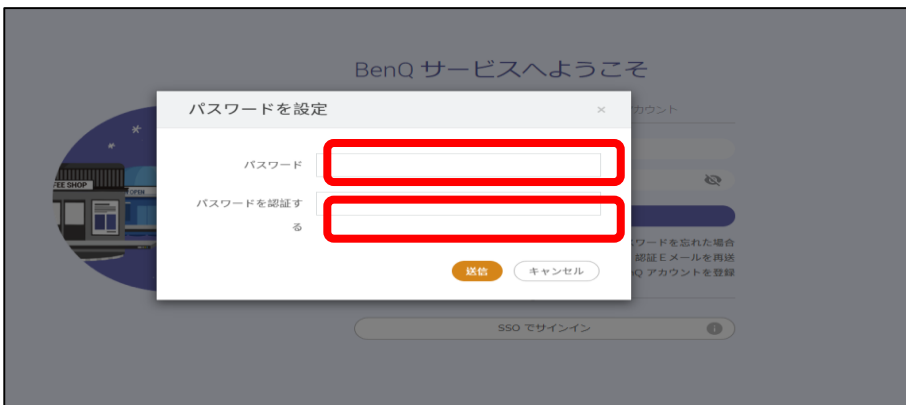 BenQ サービスへようこそ
パスワードを設定
×
カウント
パスワード
パスワードを認証す
る
FEE SHOP
OPEN
スワードを忘れた場合
認証Eメールを再送
nQ アカウントを登録
送信
キャンセル
SSO でサインイン
i